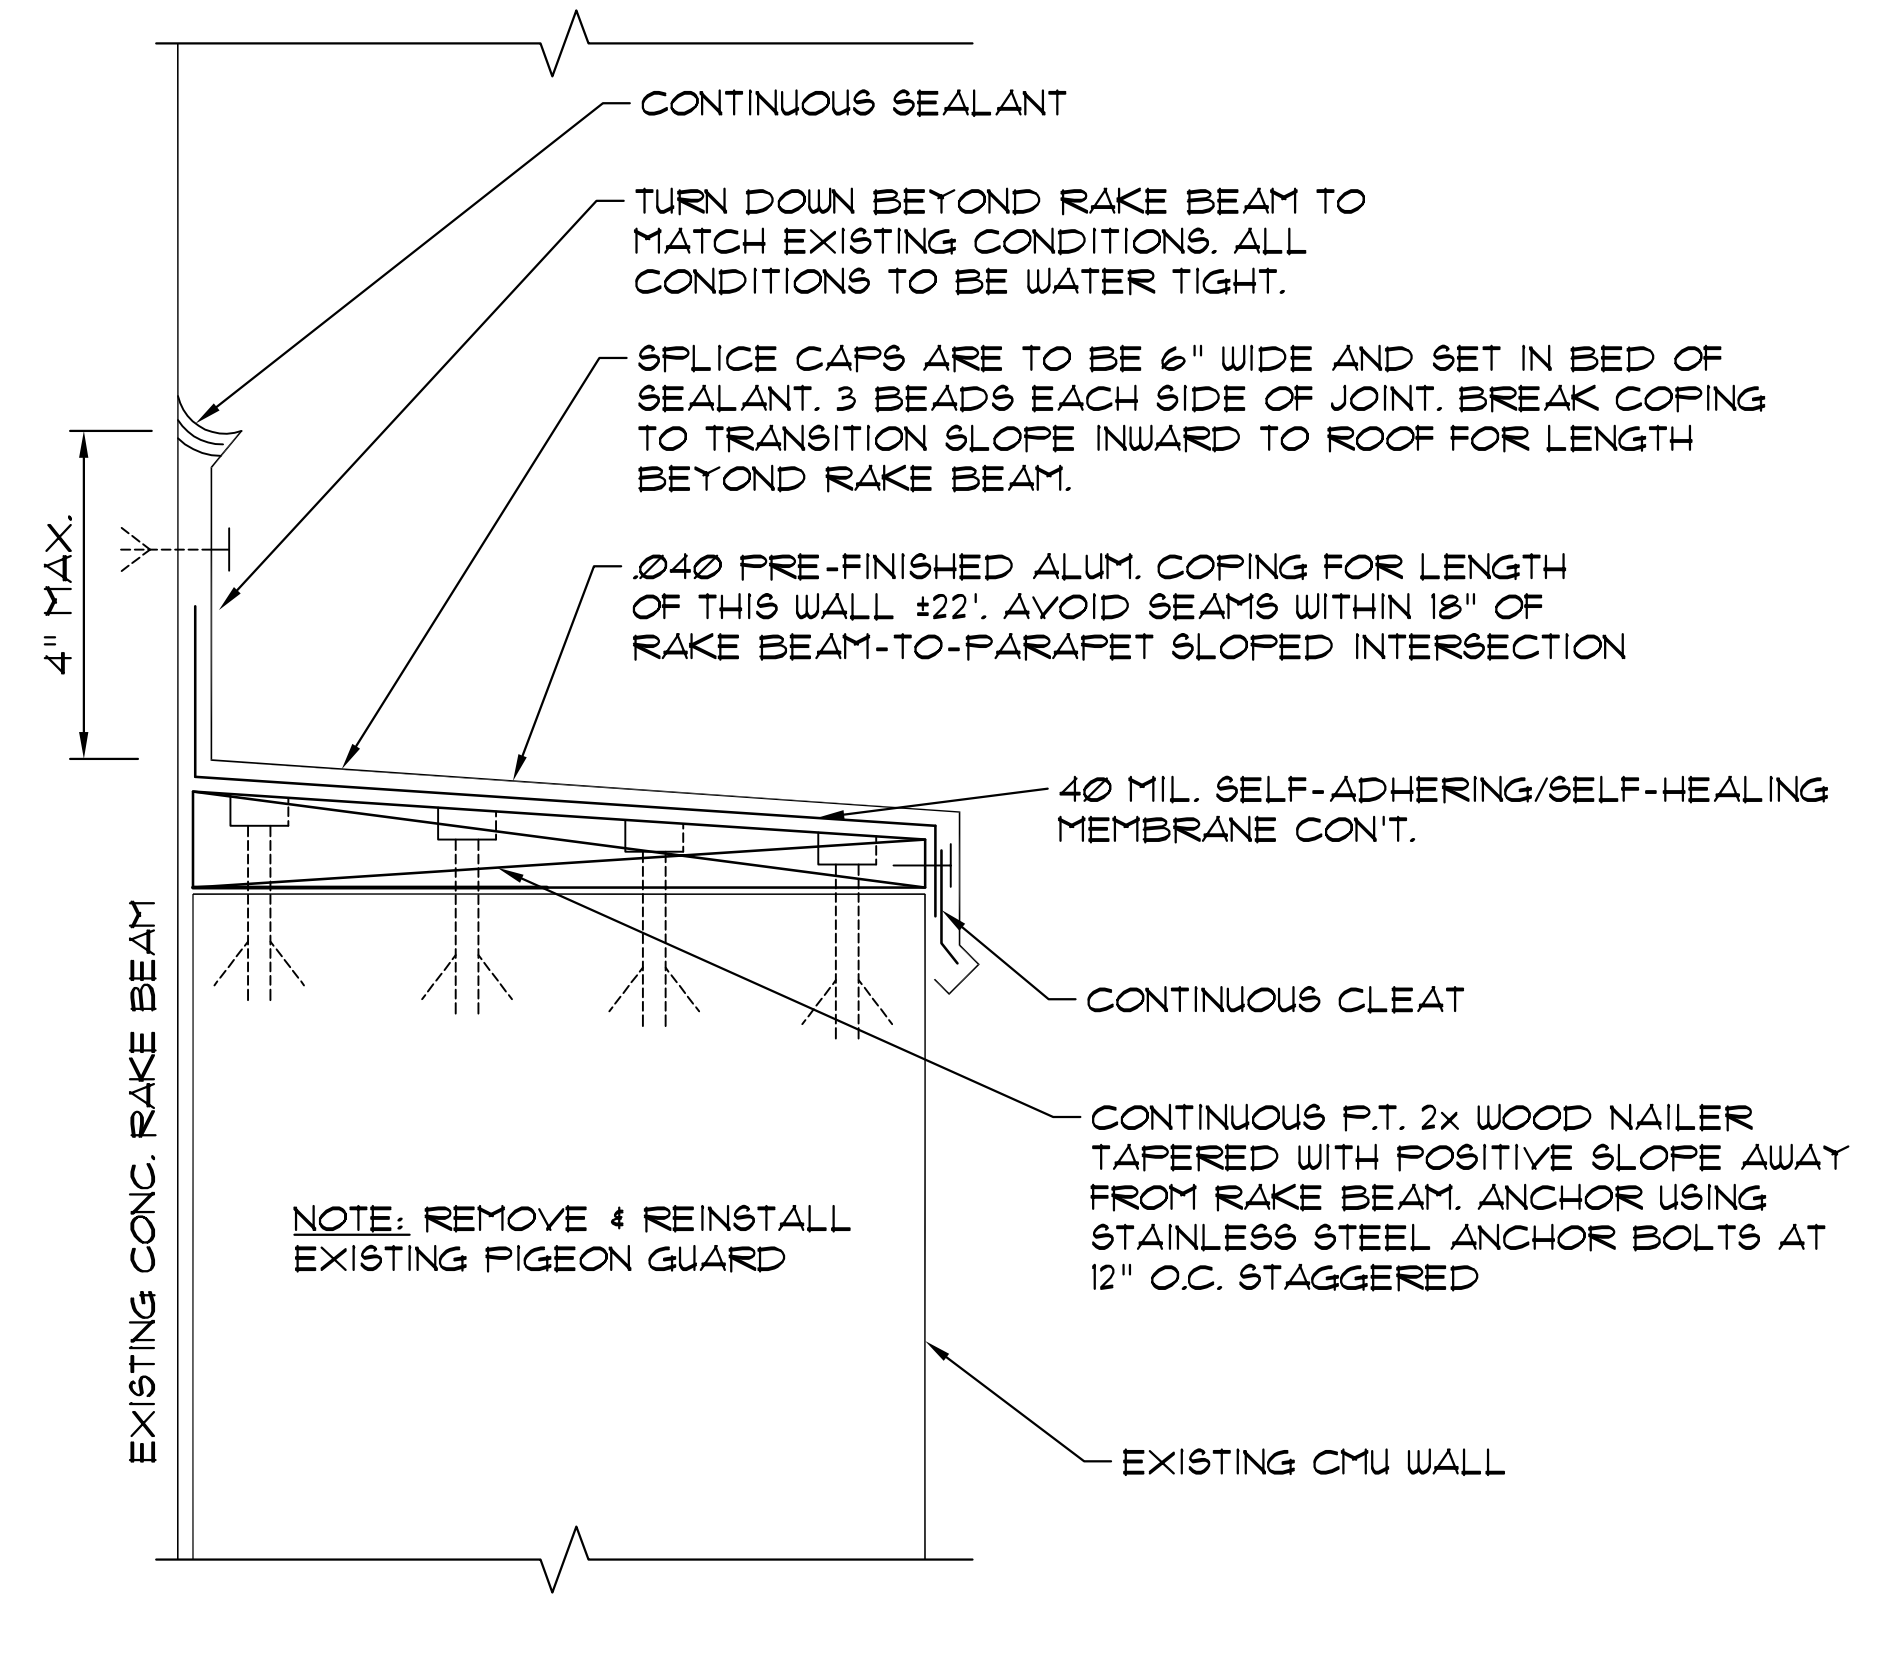 CONTINUOUS SEALANT
TURN DOWN BEYOND RAKE BEAM TO
MATCH EXISTING CONDITIONS. ALL
CONDITIONS TO BE WATER TIGHT.
SPLICE CAPS ARE TO BE 6" WIDE AND SET IN BED OF
SEALANT. 3 BEADS EACH SIDE OF JOINT. BREAK COPING
TO TRANSITION SLOPE INWARD TO ROOF FOR LENGTH
BEYOND RAKE BEAM.
4" MAX.
.040 PRE-FINISHED ALUM. COPING FOR LENGTH
OF THIS WALL ±22'. AVOID SEAMS WITHIN 18" OF
RAKE BEAM-TO-PARAPET SLOPED INTERSECTION
40 MIL. SELF-ADHERING/SELF-HEALING
MEMBRANE CON'T.
CONTINUOUS CLEAT
EXISTING CONC. RAKE BEAM
CONTINUOUS P.T. 2x WOOD NAILER
TAPERED WITH POSITIVE SLOPE AWAY
FROM RAKE BEAM. ANCHOR USING
STAINLESS STEEL ANCHOR BOLTS AT
12" O.C. STAGGERED
NOTE: REMOVE & REINSTALL
EXISTING PIGEON GUARD
EXISTING CMU WALL